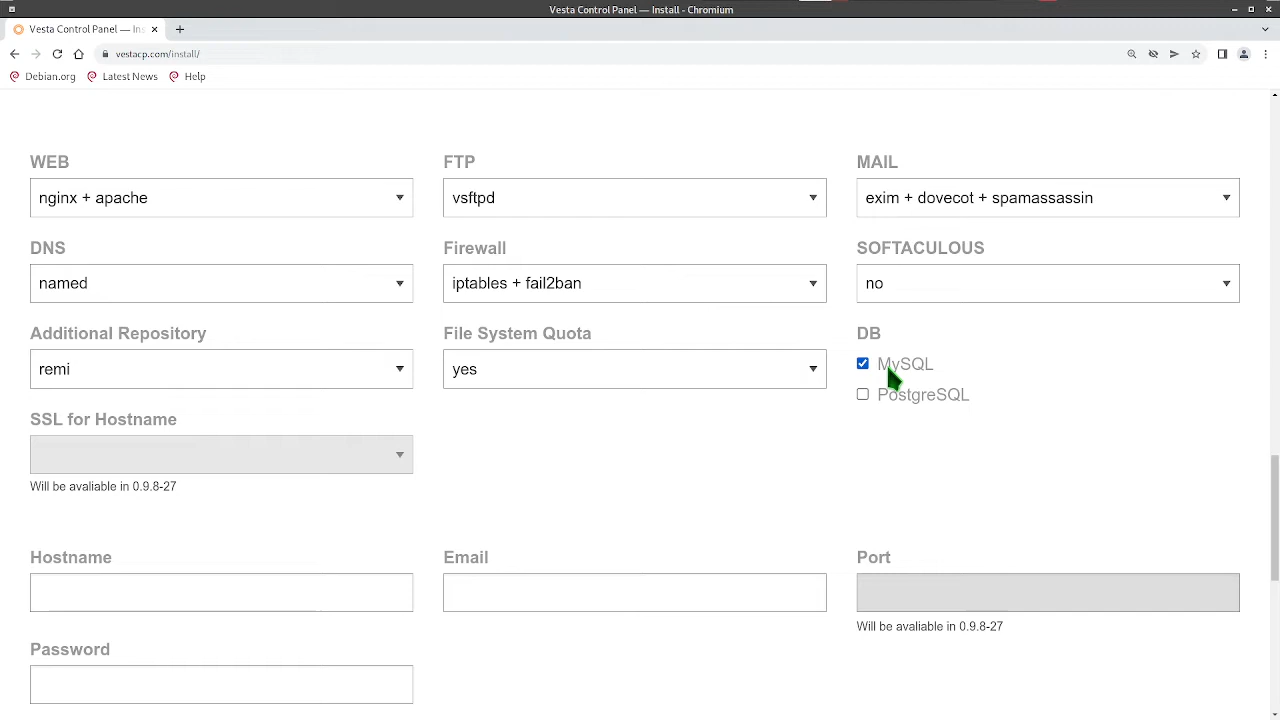 Vesta Control Panel — Install - Chromium
Vesta Control Panel — Ins
vestacp.com/install/
Debian.org Latest News Help
WEB FTP MAIL
nginx + apache vsftpd exim + dovecot + spamassassin
DNS Firewall SOFTACULOUS
named iptables + fail2ban no
Additional Repository File System Quota DB
remi yes MySQL
PostgreSQL
SSL for Hostname
Will be avaliable in 0.9.8-27
Hostname Email Port
Will be avaliable in 0.9.8-27
Password